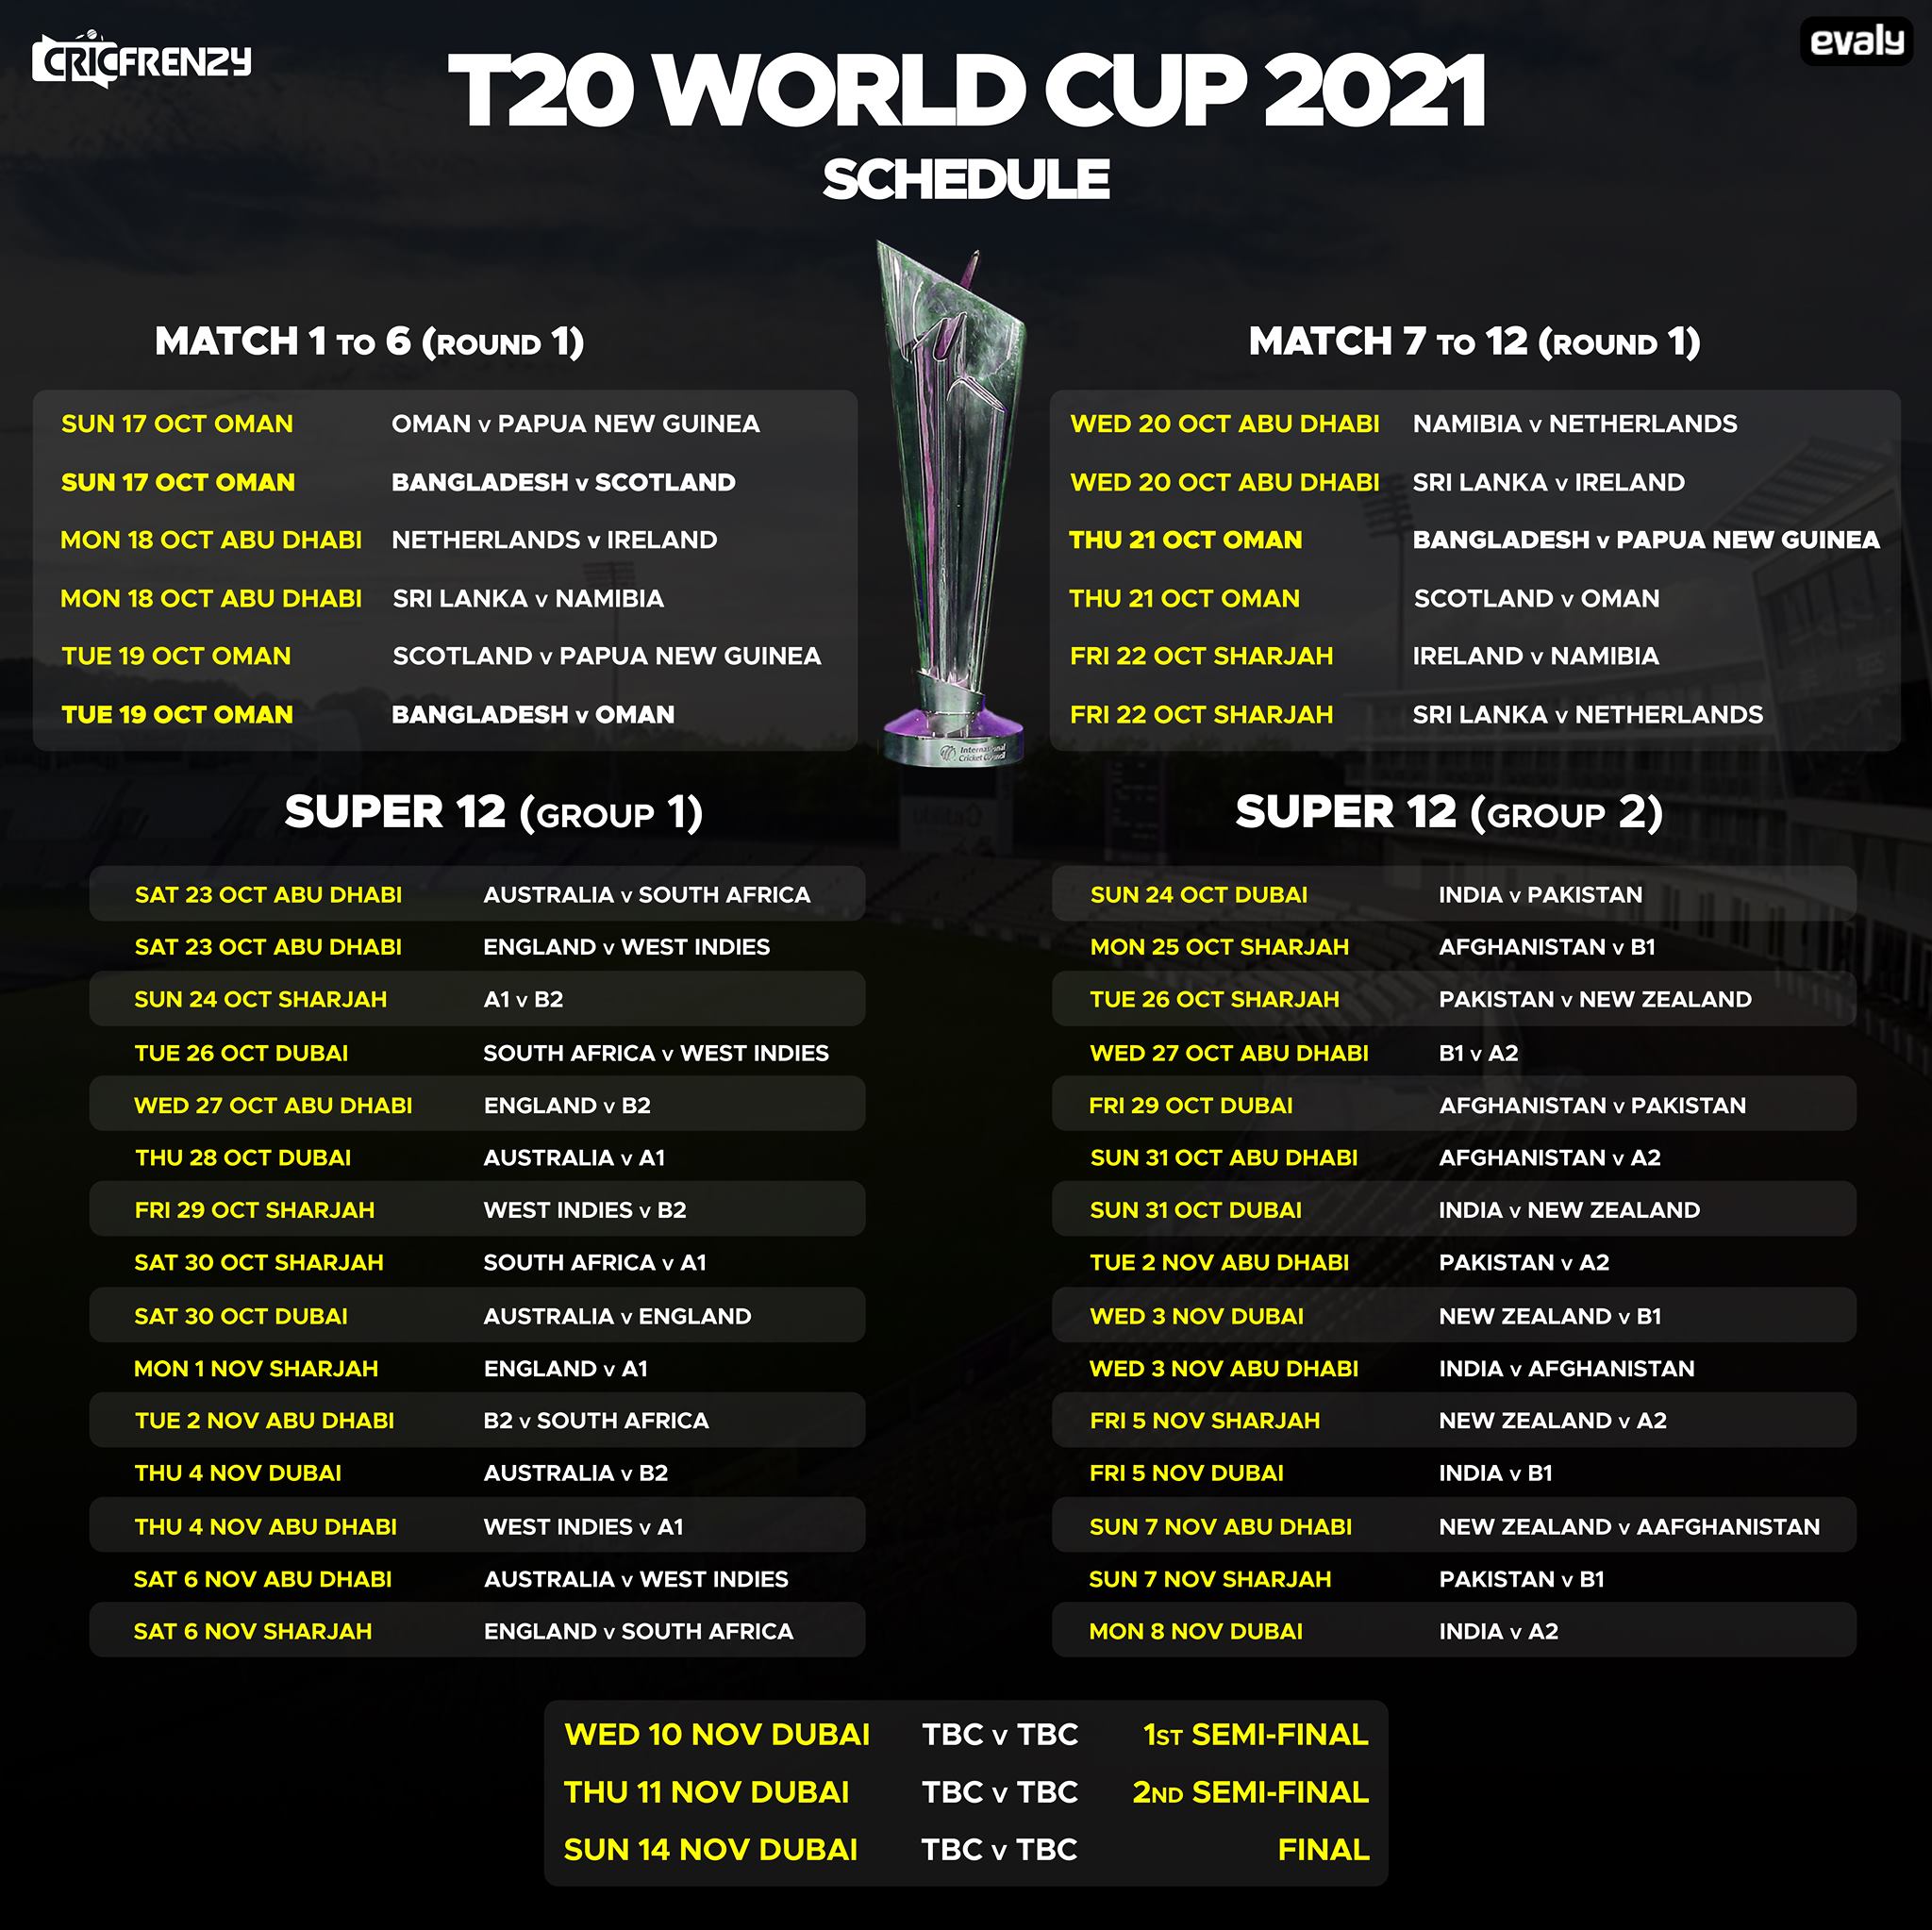 CRICFRENZY
evaly
T20 WORLD CUP 2021
SCHEDULE
MATCH 1 TO 6 (ROUND 1)
SUN 17 OCT OMAN OMAN v PAPUA NEW GUINEA
SUN 17 OCT OMAN BANGLADESH v SCOTLAND
MON 18 OCT ABU DHABI NETHERLANDS v IRELAND
MON 18 OCT ABU DHABI SRI LANKA v NAMIBIA
TUE 19 OCT OMAN SCOTLAND v PAPUA NEW GUINEA
TUE 19 OCT OMAN BANGLADESH v OMAN
International
Cricket Council
MATCH 7 TO 12 (ROUND 1)
WED 20 OCT ABU DHABI NAMIBIA v NETHERLANDS
WED 20 OCT ABU DHABI SRI LANKA v IRELAND
THU 21 OCT OMAN BANGLADESH v PAPUA NEW GUINEA
THU 21 OCT OMAN SCOTLAND v OMAN
FRI 22 OCT SHARJAH IRELAND v NAMIBIA
FRI 22 OCT SHARJAH SRI LANKA v NETHERLANDS
SUPER 12 (GROUP 1)
SAT 23 OCT ABU DHABI AUSTRALIA v SOUTH AFRICA
SAT 23 OCT ABU DHABI ENGLAND v WEST INDIES
SUN 24 OCT SHARJAH A1 v B2
TUE 26 OCT DUBAI SOUTH AFRICA v WEST INDIES
WED 27 OCT ABU DHABI ENGLAND v B2
THU 28 OCT DUBAI AUSTRALIA v A1
FRI 29 OCT SHARJAH WEST INDIES v B2
SAT 30 OCT SHARJAH SOUTH AFRICA v A1
SAT 30 OCT DUBAI AUSTRALIA v ENGLAND
MON 1 NOV SHARJAH ENGLAND v A1
TUE 2 NOV ABU DHABI B2 v SOUTH AFRICA
THU 4 NOV DUBAI AUSTRALIA v B2
THU 4 NOV ABU DHABI WEST INDIES v A1
SAT 6 NOV ABU DHABI AUSTRALIA v WEST INDIES
SAT 6 NOV SHARJAH ENGLAND v SOUTH AFRICA
SUPER 12 (GROUP 2)
SUN 24 OCT DUBAI INDIA v PAKISTAN
MON 25 OCT SHARJAH AFGHANISTAN v B1
TUE 26 OCT SHARJAH PAKISTAN v NEW ZEALAND
WED 27 OCT ABU DHABI B1 v A2
FRI 29 OCT DUBAI AFGHANISTAN v PAKISTAN
SUN 31 OCT ABU DHABI AFGHANISTAN v A2
SUN 31 OCT DUBAI INDIA v NEW ZEALAND
TUE 2 NOV ABU DHABI PAKISTAN v A2
WED 3 NOV DUBAI NEW ZEALAND v B1
WED 3 NOV ABU DHABI INDIA v AFGHANISTAN
FRI 5 NOV SHARJAH NEW ZEALAND v A2
FRI 5 NOV DUBAI INDIA v B1
SUN 7 NOV ABU DHABI NEW ZEALAND v AAFGHANISTAN
SUN 7 NOV SHARJAH PAKISTAN v B1
MON 8 NOV DUBAI INDIA v A2
WED 10 NOV DUBAI TBC v TBC 1ST SEMI-FINAL
THU 11 NOV DUBAI TBC v TBC 2ND SEMI-FINAL
SUN 14 NOV DUBAI TBC v TBC FINAL